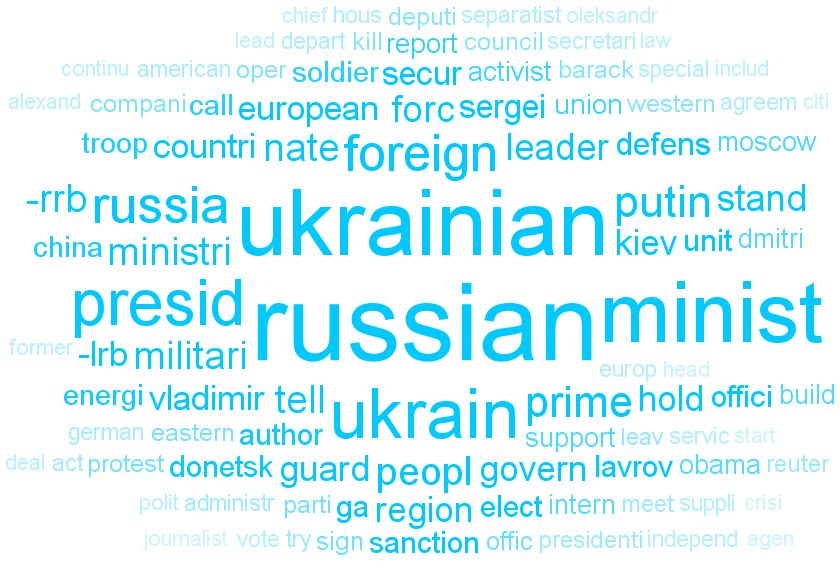 chief hous deputi separatist oleksandr
lead depart kill report council secretari law
continu american oper soldier secur activist barack special includ
alexand compani call european forc sergei union western agreem citi
troop countri nate foreign leader defens moscow
-rrb russia ukrainian putin stand
china ministri kiev unit dmitri
presid russian minist
former -lrb militari europ head
energi vladimir tell ukrain prime hold offici build
german eastern author support leav servic start
deal act protest donetsk guard peopl govern lavrov obama reuter
polit administr parti ga region elect intern meet suppli crisi
journalist vote try sign sanction offic presidenti independ agen